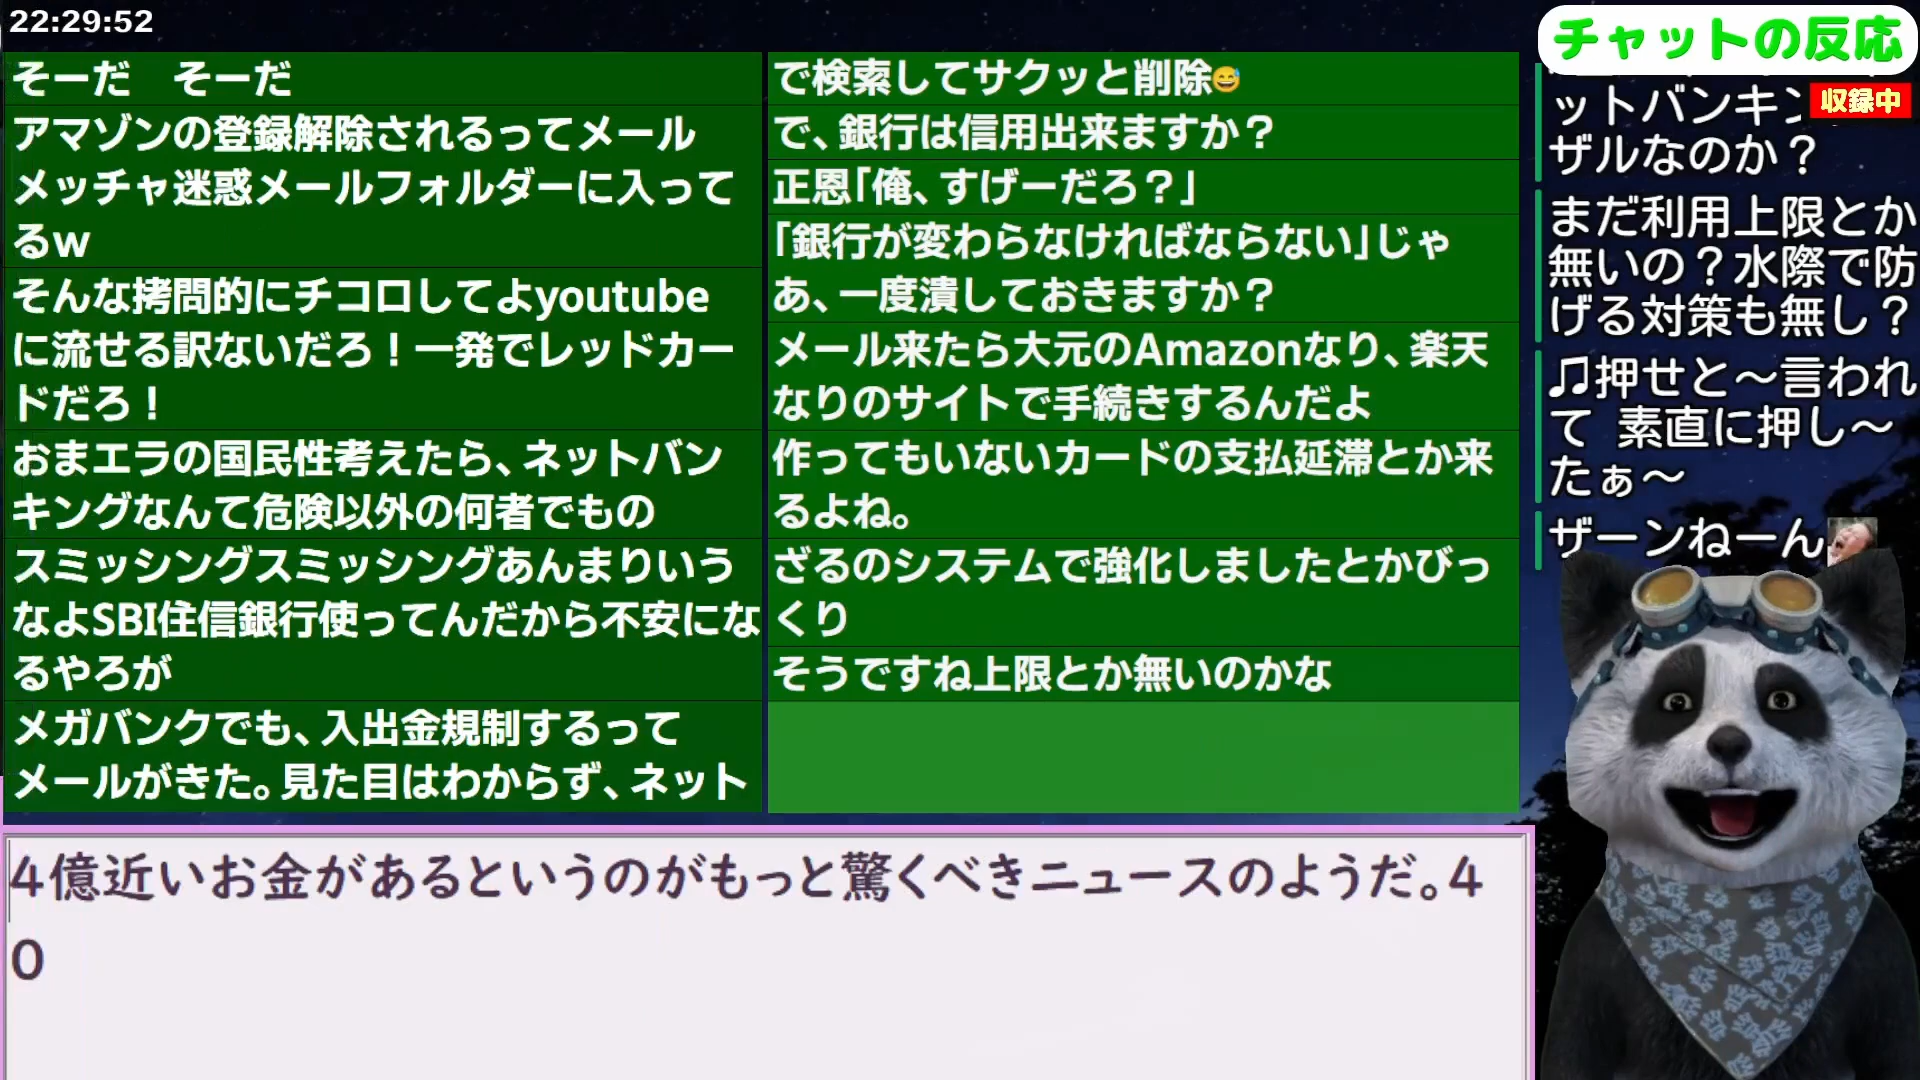 22:29:52
そーだ　そーだ
アマゾンの登録解除されるってメール
メッチャ迷惑メールフォルダーに入って
るw
そんな拷問的にチコロしてよyoutube
に流せる訳ないだろ！一発でレッドカー
ドだろ！
おまエラの国民性考えたら、ネットバン
キングなんて危険以外の何者でもの
スミッシングスミッシングあんまりいう
なよSBI住信銀行使ってんだから不安にな
るやろが
メガバンクでも、入出金規制するって
メールがきた。見た目はわからず、ネット
で検索してサクッと削除😅
で、銀行は信用出来ますか？
正恩「俺、すげーだろ？」
「銀行が変わらなければならない」じゃ
あ、一度潰しておきますか？
メール来たら大元のAmazonなり、楽天
なりのサイトで手続きするんだよ
作ってもいないカードの支払延滞とか来
るよね。
ざるのシステムで強化しましたとかびっ
くり
そうですね上限とか無いのかな
チャットの反応
収録中
ットバンキン
ザルなのか？
まだ利用上限とか
無いの？水際で防
げる対策も無し？
♫押せと〜言われ
て 素直に押し〜
たぁ〜
ザーンねーん
４億近いお金があるというのがもっと驚くべきニュースのようだ。４
０